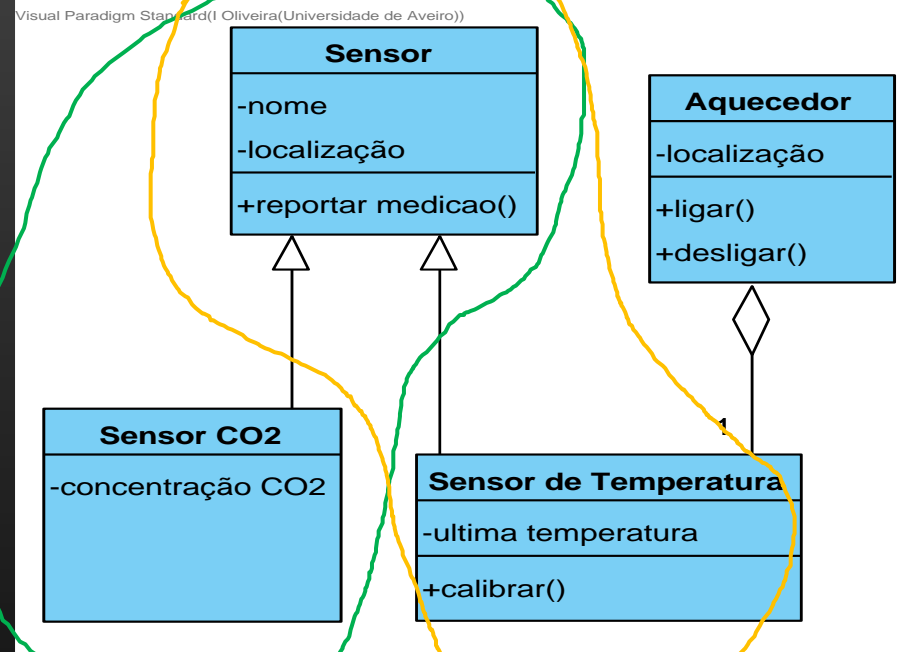 Visual Paradigm Standard(I Oliveira(Universidade de Aveiro))
Sensor
-nome
-localização
+reportar medicao()
Aquecedor
-localização
+ligar()
+desligar()
1
Sensor CO2
-concentração CO2
Sensor de Temperatura
-ultima temperatura
+calibrar()